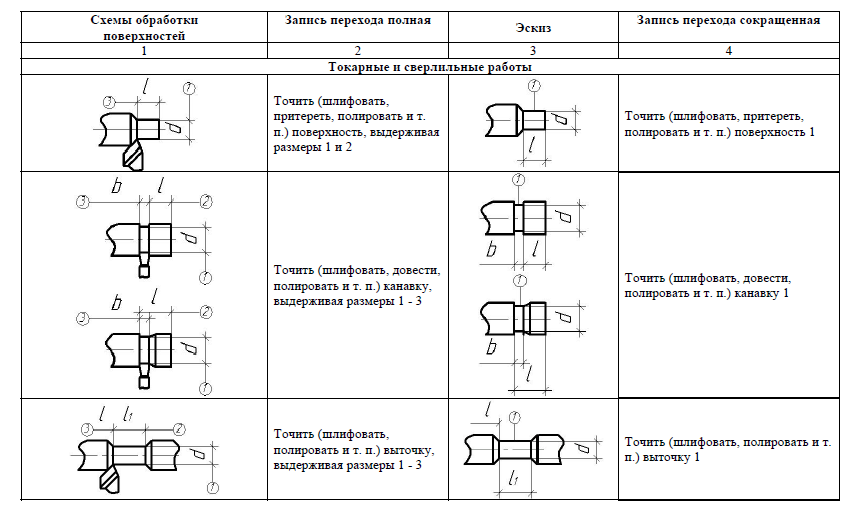 Схемы обработки
поверхностей
Запись перехода полная
Эскиз
Запись перехода сокращенная
1
2
3
4
Токарные и сверлильные работы
3
l
1
d
Точить (шлифовать,
притереть, полировать и т.
п.) поверхность, выдерживая
размеры 1 и 2
1
d
l
Точить (шлифовать, притереть,
полировать и т. п.) поверхность 1
b
l
3
2
d
1
b
l
3
2
d
1
Точить (шлифовать, довести,
полировать и т. п.) канавку,
выдерживая размеры 1 - 3
1
d
b
l
1
d
b
l
Точить (шлифовать, довести,
полировать и т. п.) канавку 1
l
l₁
3
2
d
1
Точить (шлифовать,
полировать и т. п.) выточку,
выдерживая размеры 1 - 3
l
1
d
l₁
Точить (шлифовать, полировать и т.
п.) выточку 1